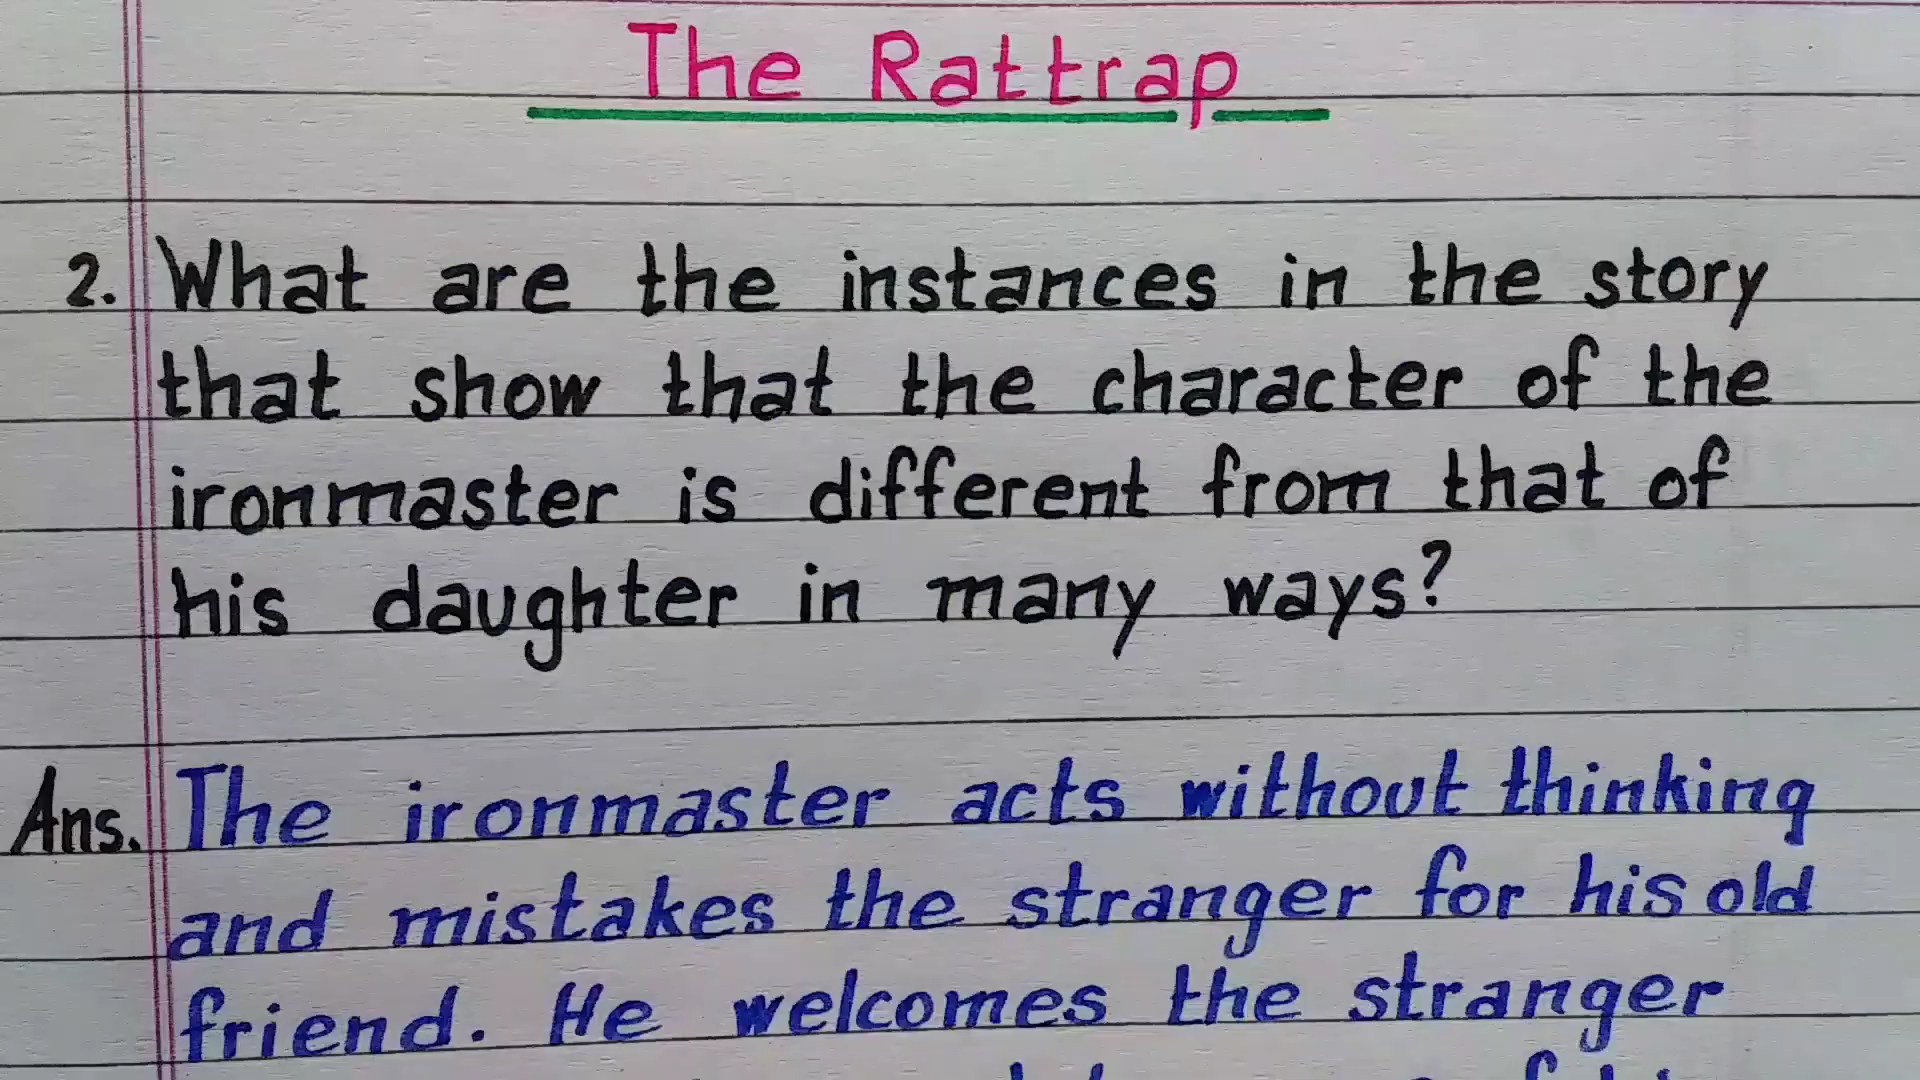 The Rattrap
2. What are the instances in the story
that show that the character of the
ironmaster is different from that of
his daughter in many ways?
Ans. The ironmaster acts without thinking
and mistakes the stranger for his old
friend. He welcomes the stranger